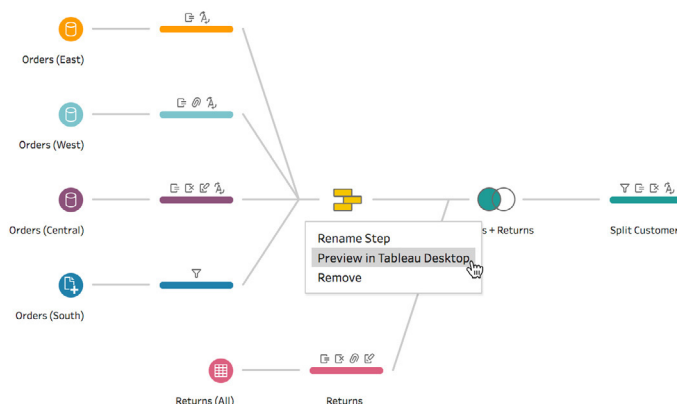 Orders (East)
Orders (West)
Orders (Central)
s + Returns
Split Customer
Rename Step
Preview in Tableau Desktop
Remove
Orders (South)
Returns (All)
Returns